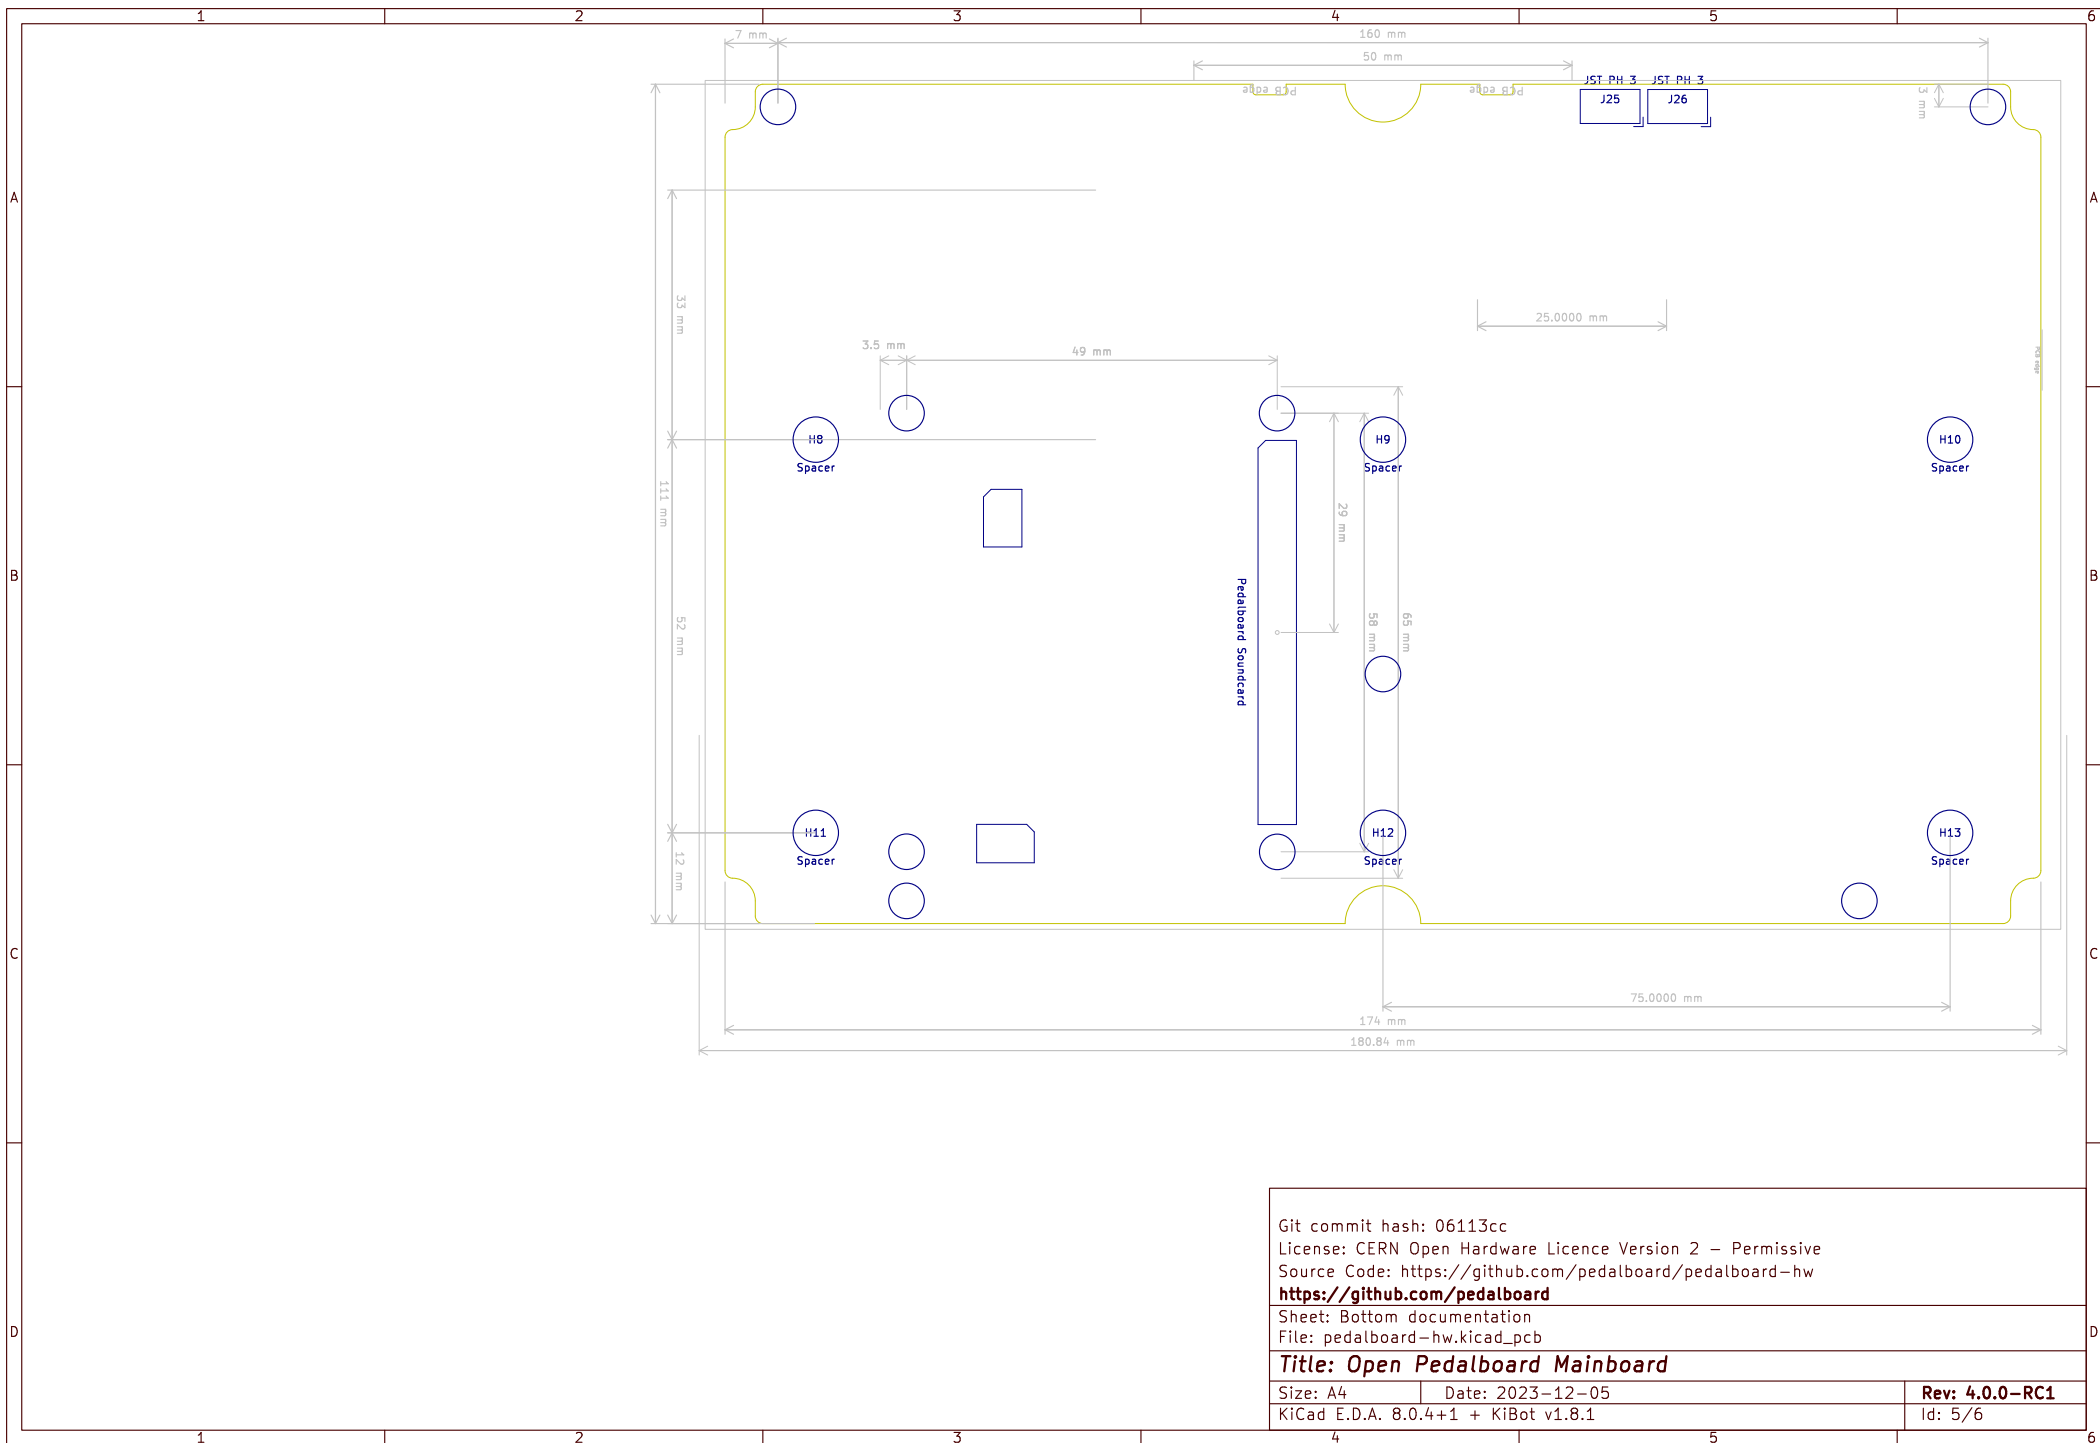 1 2 3 4 5 6
7 mm
160 mm
50 mm
JST PH 3 JST PH 3
PCB edge PCB edge
J25 J26
3 mm
A A
33 mm
25.0000 mm
3.5 mm
49 mm
PCB edge
H8 H9 H10
Spacer Spacer Spacer
111 mm
29 mm
B B
Pedalboard Soundcard
52 mm
58 mm
65 mm
H11 H12 H13
Spacer Spacer Spacer
12 mm
C C
75.0000 mm
174 mm
180.84 mm
Git commit hash: 06113cc
License: CERN Open Hardware Licence Version 2 - Permissive
Source Code: https://github.com/pedalboard/pedalboard-hw
https://github.com/pedalboard
Sheet: Bottom documentation
D D
File: pedalboard-hw.kicad_pcb
Title: Open Pedalboard Mainboard
Size: A4 Date: 2023-12-05 Rev: 4.0.0-RC1
KiCad E.D.A. 8.0.4+1 + KiBot v1.8.1 Id: 5/6
1 2 3 4 5 6